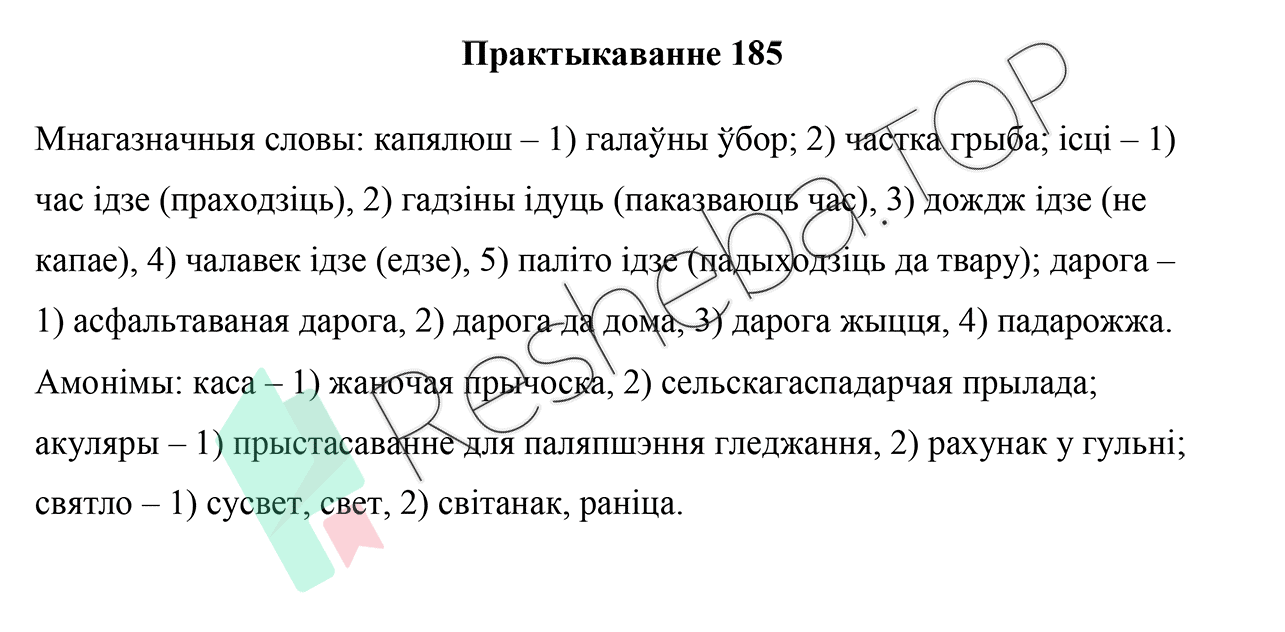 Практыкаванне 185
Мнагазначныя словы: капялюш – 1) галаўны ўбор; 2) частка грыба; ісці – 1)
час ідзе (праходзіць), 2) гадзіны ідуць (паказваюць час), 3) дождж ідзе (не
капае), 4) чалавек ідзе (едзе), 5) паліто ідзе (падыходзіць да твару); дарога –
1) асфальтаваная дарога, 2) дарога да дома, 3) дарога жыцця, 4) падарожжа.
Амонімы: каса – 1) жаночая прычоска, 2) сельскагаспадарчая прылада;
акуляры – 1) прыстасаванне для паляпшэння гледжання, 2) рахунак у гульні;
святло – 1) сусвет, свет, 2) світанак, раніца.
Resheba.TOP